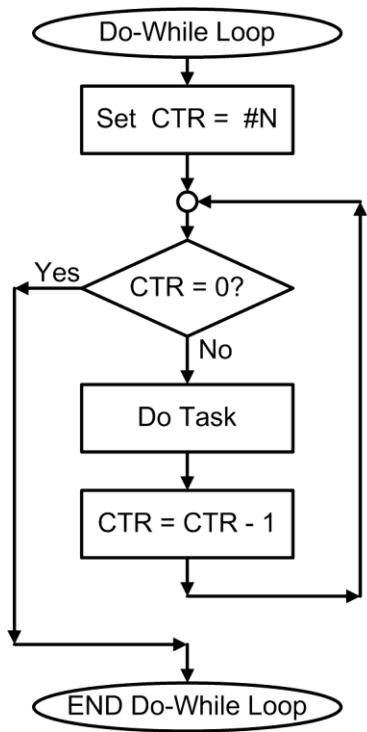 Do-While Loop
Set CTR = #N
CTR = 0?
Yes
No
Do Task
CTR = CTR - 1
END Do-While Loop